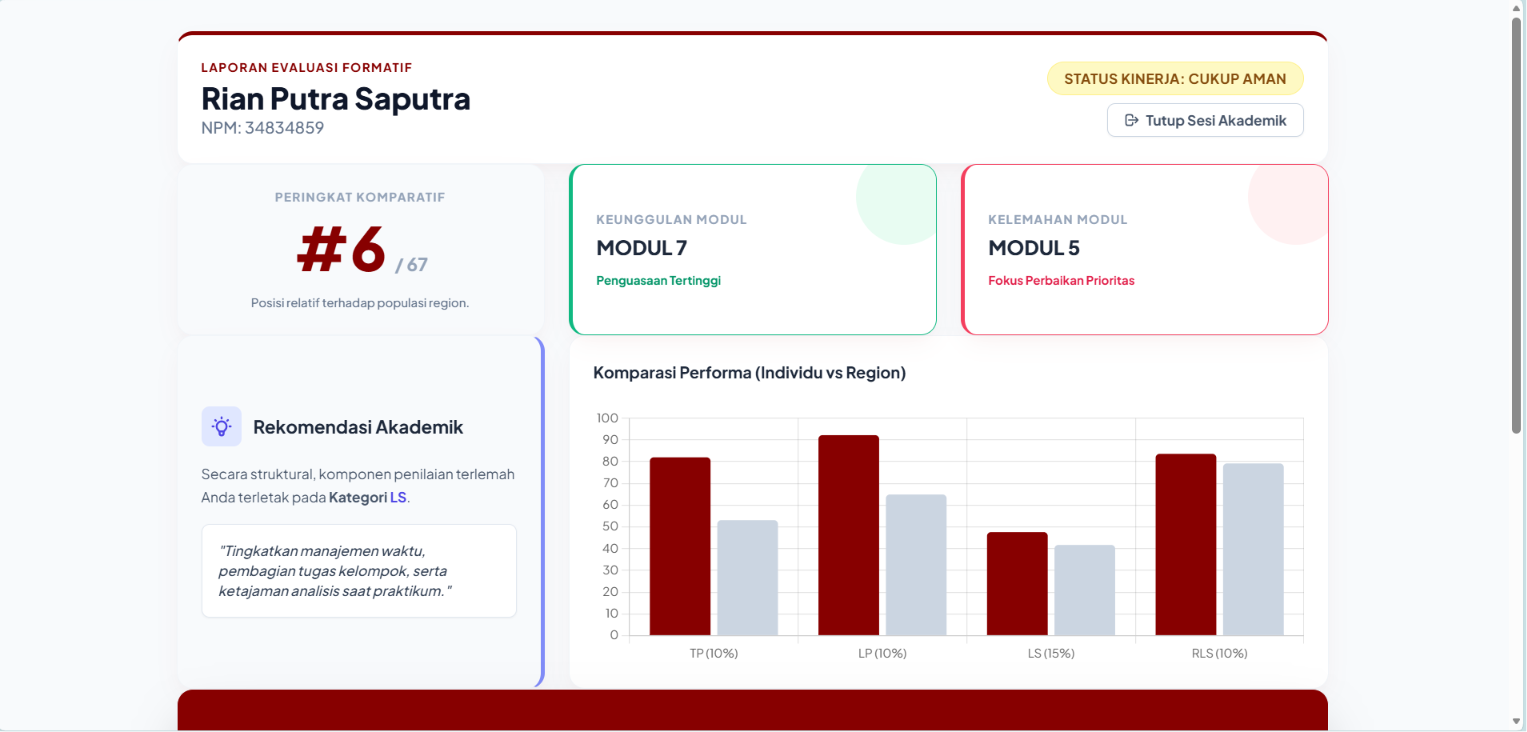 LAPORAN EVALUASI FORMATIF
Rian Putra Saputra
NPM: 34834859
STATUS KINERJA: CUKUP AMAN
Tutup Sesi Akademik
PERINGKAT KOMPARATIF
#6 / 67
Posisi relatif terhadap populasi region.
KEUNGGULAN MODUL
MODUL 7
Penguasaan Tertinggi
KELEMAHAN MODUL
MODUL 5
Fokus Perbaikan Prioritas
Rekomendasi Akademik
Secara struktural, komponen penilaian terlemah
Anda terletak pada Kategori LS.
"Tingkatkan manajemen waktu,
pembagian tugas kelompok, serta
ketajaman analisis saat praktikum."
Komparasi Performa (Individu vs Region)
100
90
80
70
60
50
40
30
20
10
0
TP (10%)
LP (10%)
LS (15%)
RLS (10%)